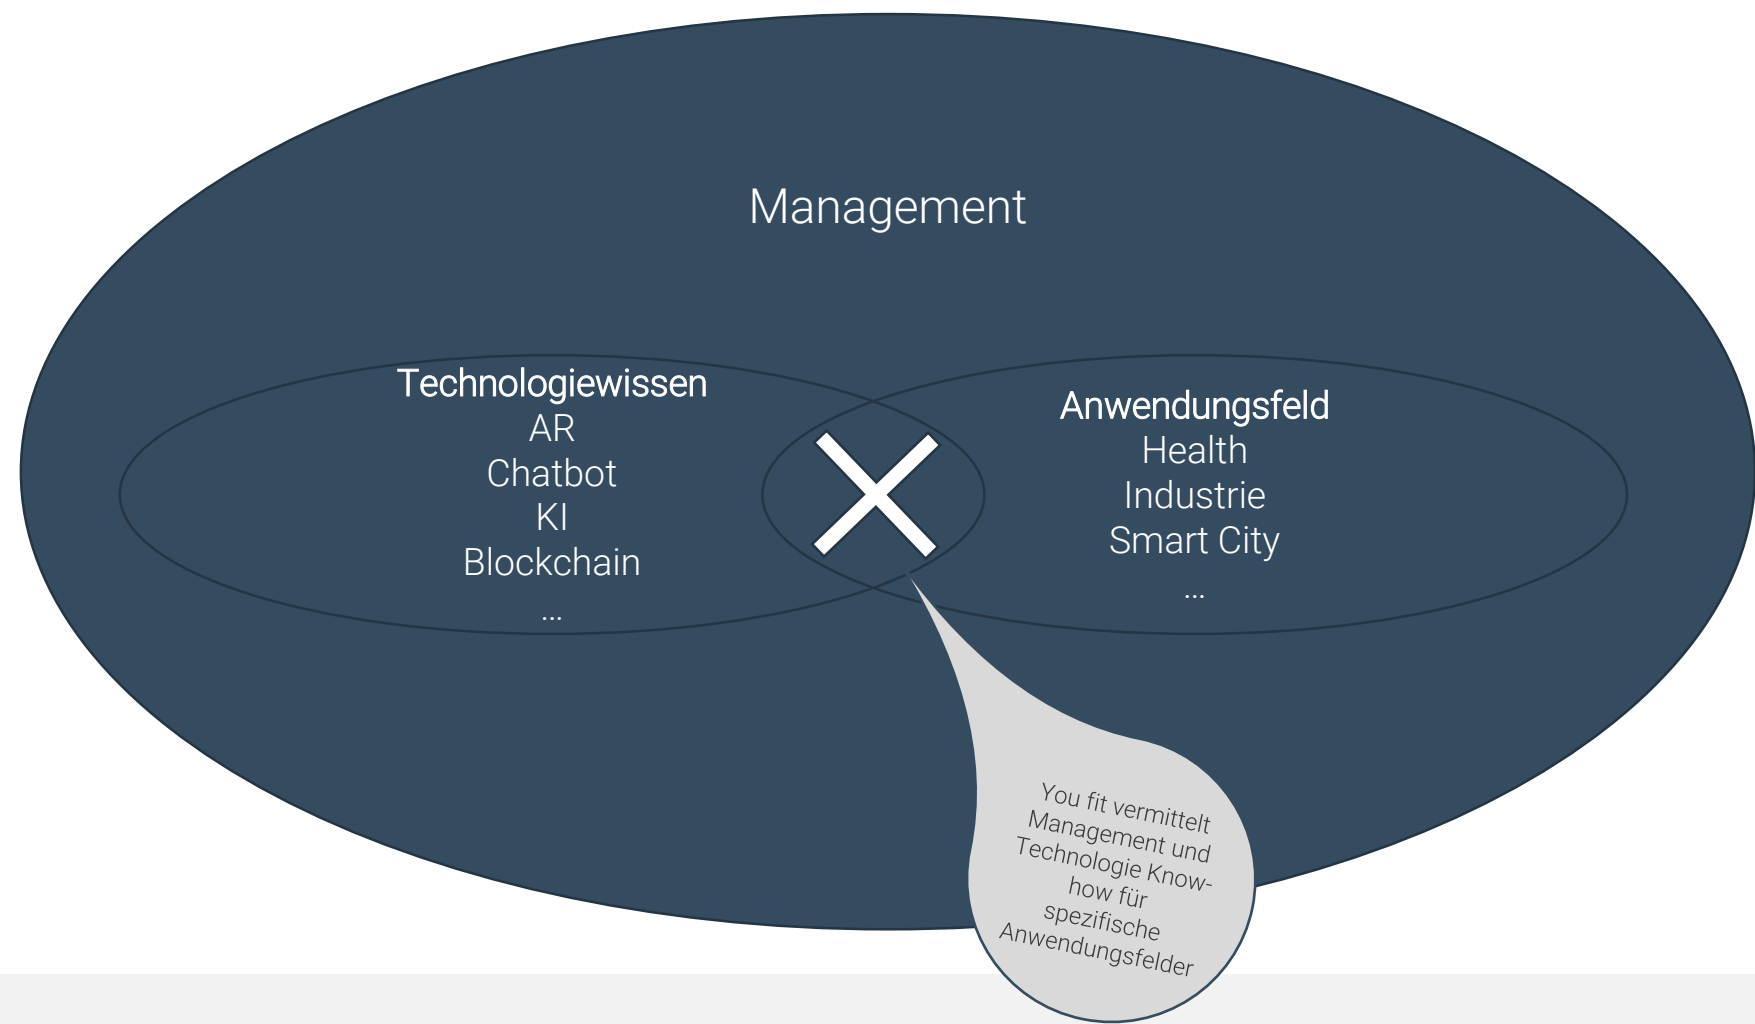 Management
Technologiewissen
AR
Chatbot
KI
Blockchain
...
Anwendungsfeld
Health
Industrie
Smart City
...
You fit vermittelt
Management und
Technologie Know-
how für
spezifische
Anwendungsfelder